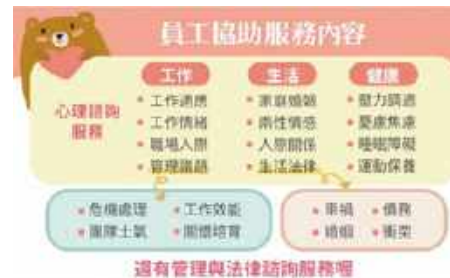 員工協助服務內容
工作 生活 健康
心理諮詢服務
• 工作適應 • 家庭婚姻 • 壓力調適
• 工作情緒 • 兩性情感 • 憂慮焦慮
• 職場人際 • 人際關係 • 睡眠障礙
• 管理議題 • 生活法律 • 運動保養
• 危機處理 • 工作效能 • 車禍 • 債務
• 團隊士氣 • 關懷培育 • 婚姻
還有管理與法律諮詢服務喔